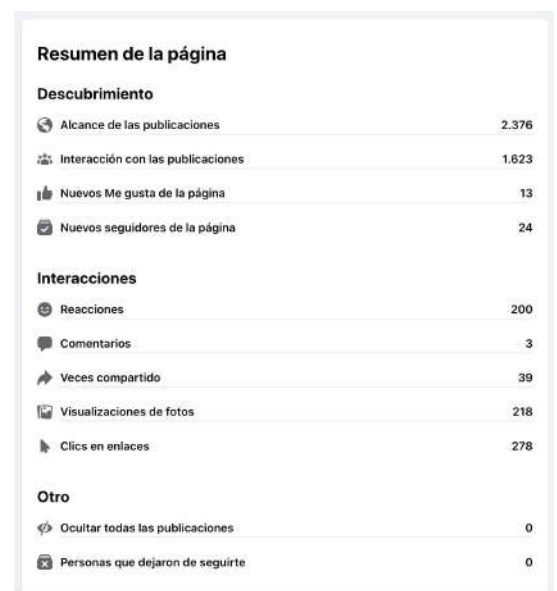 Resumen de la página
Descubrimiento
Alcance de las publicaciones 2.376
Interacción con las publicaciones 1.623
Nuevos Me gusta de la página 13
Nuevos seguidores de la página 24
Interacciones
Reacciones 200
Comentarios 3
Veces compartido 39
Visualizaciones de fotos 218
Clics en enlaces 278
Otro
Ocultar todas las publicaciones 0
Personas que dejaron de seguirte 0